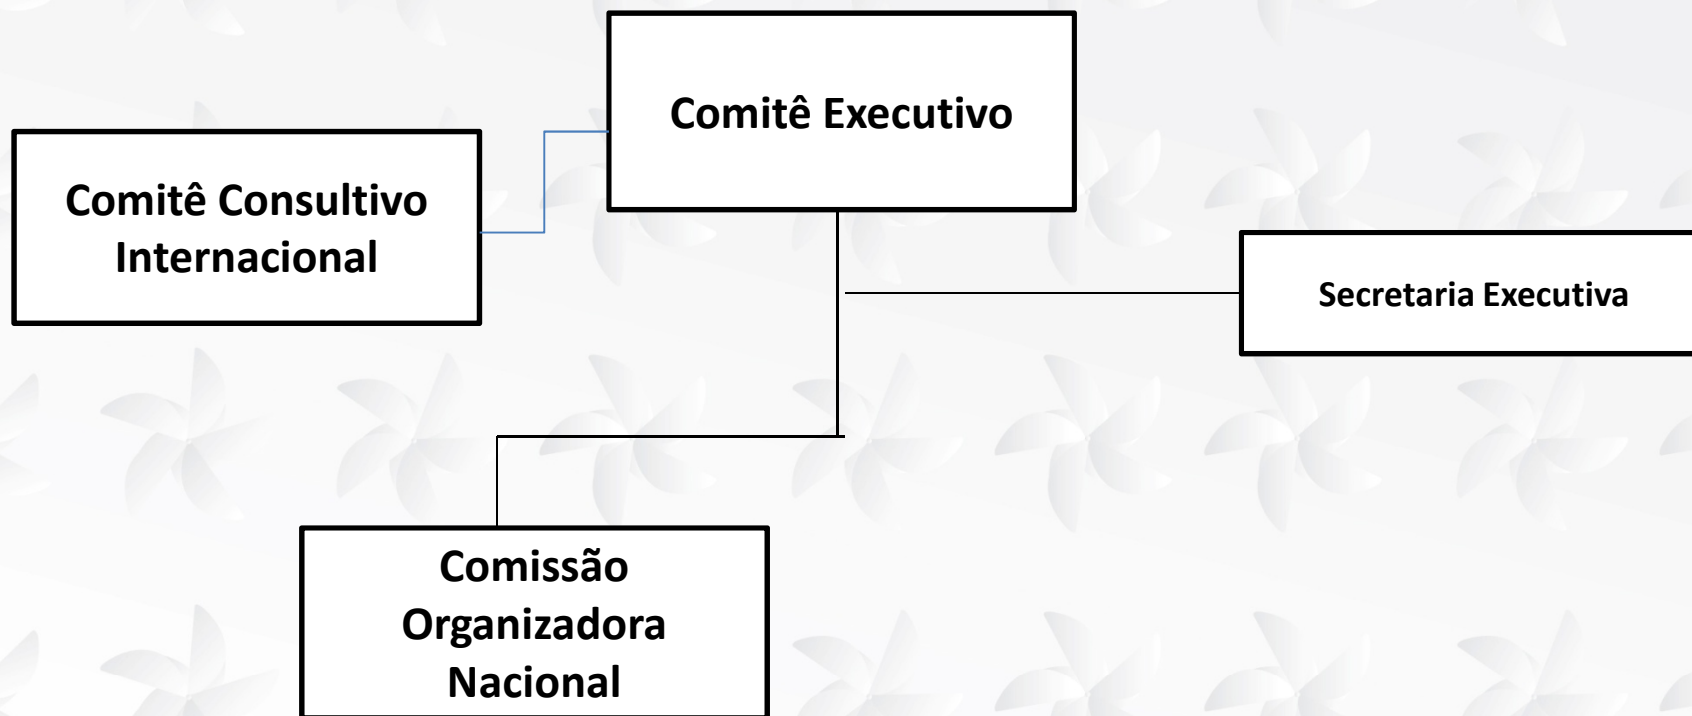 Comitê Executivo
Comitê Consultivo
Internacional
Secretaria Executiva
Comissão
Organizadora
Nacional